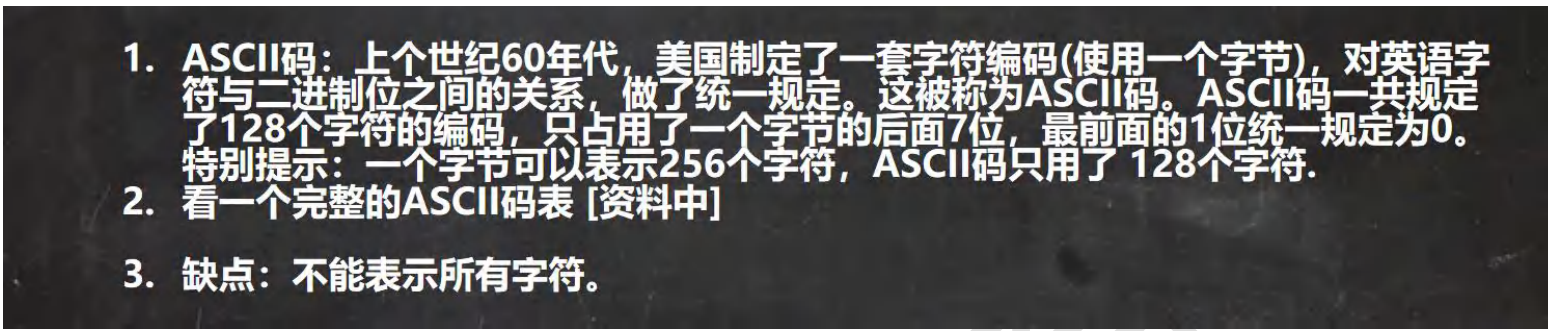 1. ASCII码：上个世纪60年代，美国制定了一套字符编码(使用一个字节)，对英语字
符与二进制位之间的关系，做了统一规定。这被称为ASCII码。ASCII码一共规定
了128个字符的编码，只占用了一个字节的后面7位，最前面的1位统一规定为0。
特别提示：一个字节可以表示256个字符，ASCII码只用了 128个字符.
2. 看一个完整的ASCII码表 [资料中]
3. 缺点：不能表示所有字符。